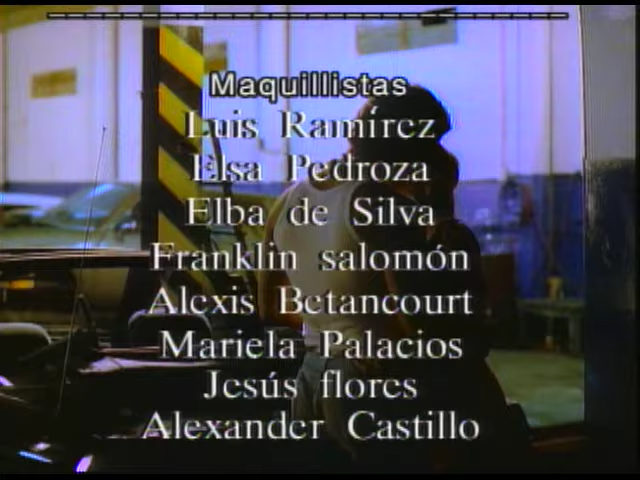 Maquillistas
Luis Ramírez
Elsa Pedroza
Elba de Silva
Franklin salomón
Alexis Betancourt
Mariela Palacios
Jesús flores
Alexander Castillo